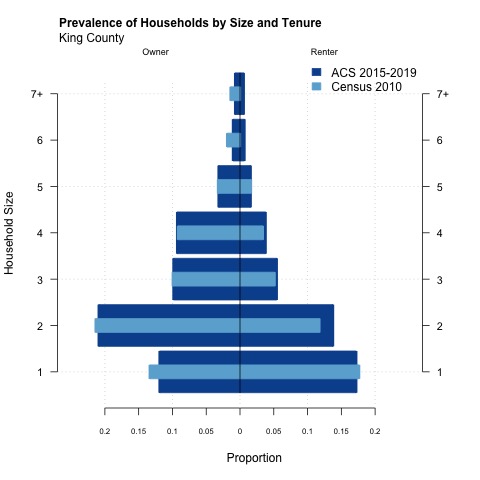 Prevalence of Households by Size and Tenure
King County
Owner Renter
ACS 2015-2019
Census 2010
7+ 7+
6 6
5 5
4 4
3 3
2 2
1 1
Household Size
0.2 0.15 0.1 0.05 0 0.05 0.1 0.15 0.2
Proportion